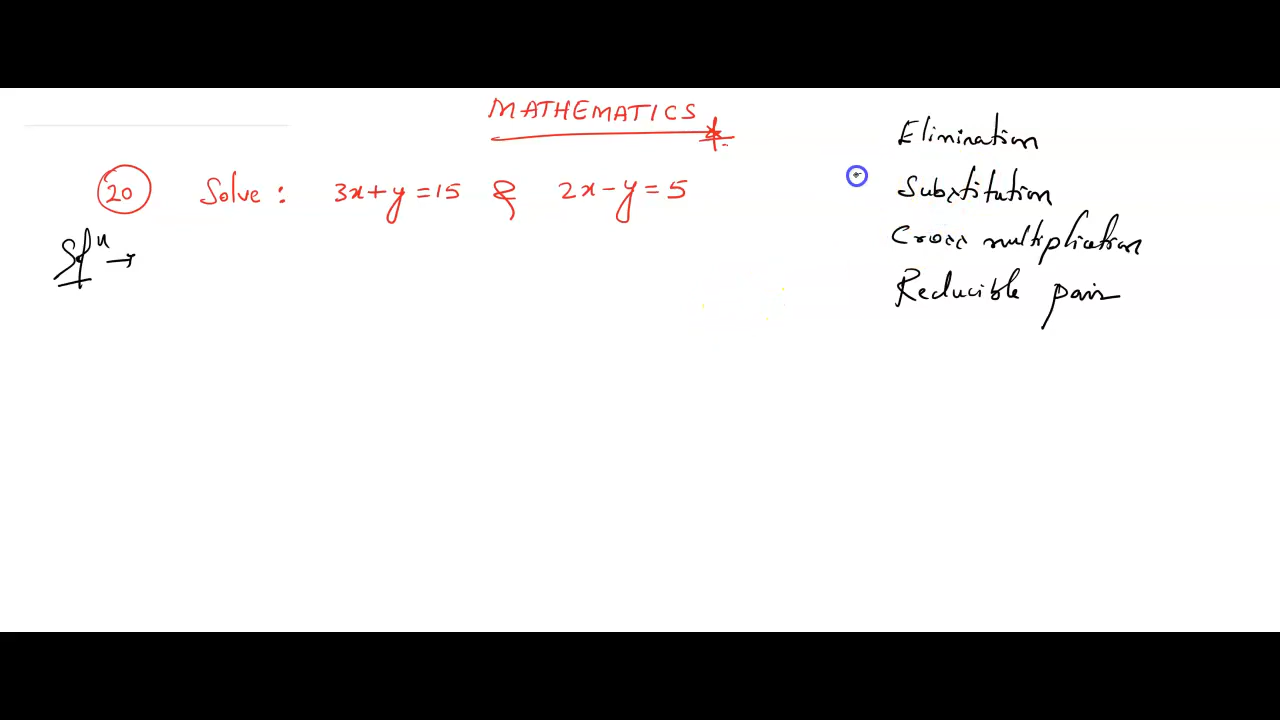 MATHEMATICS
20 Solve : 3x+y=15 & 2x-y=5
Solⁿ →
Elimination
Substitution
Cross multiplication
Reducible pair